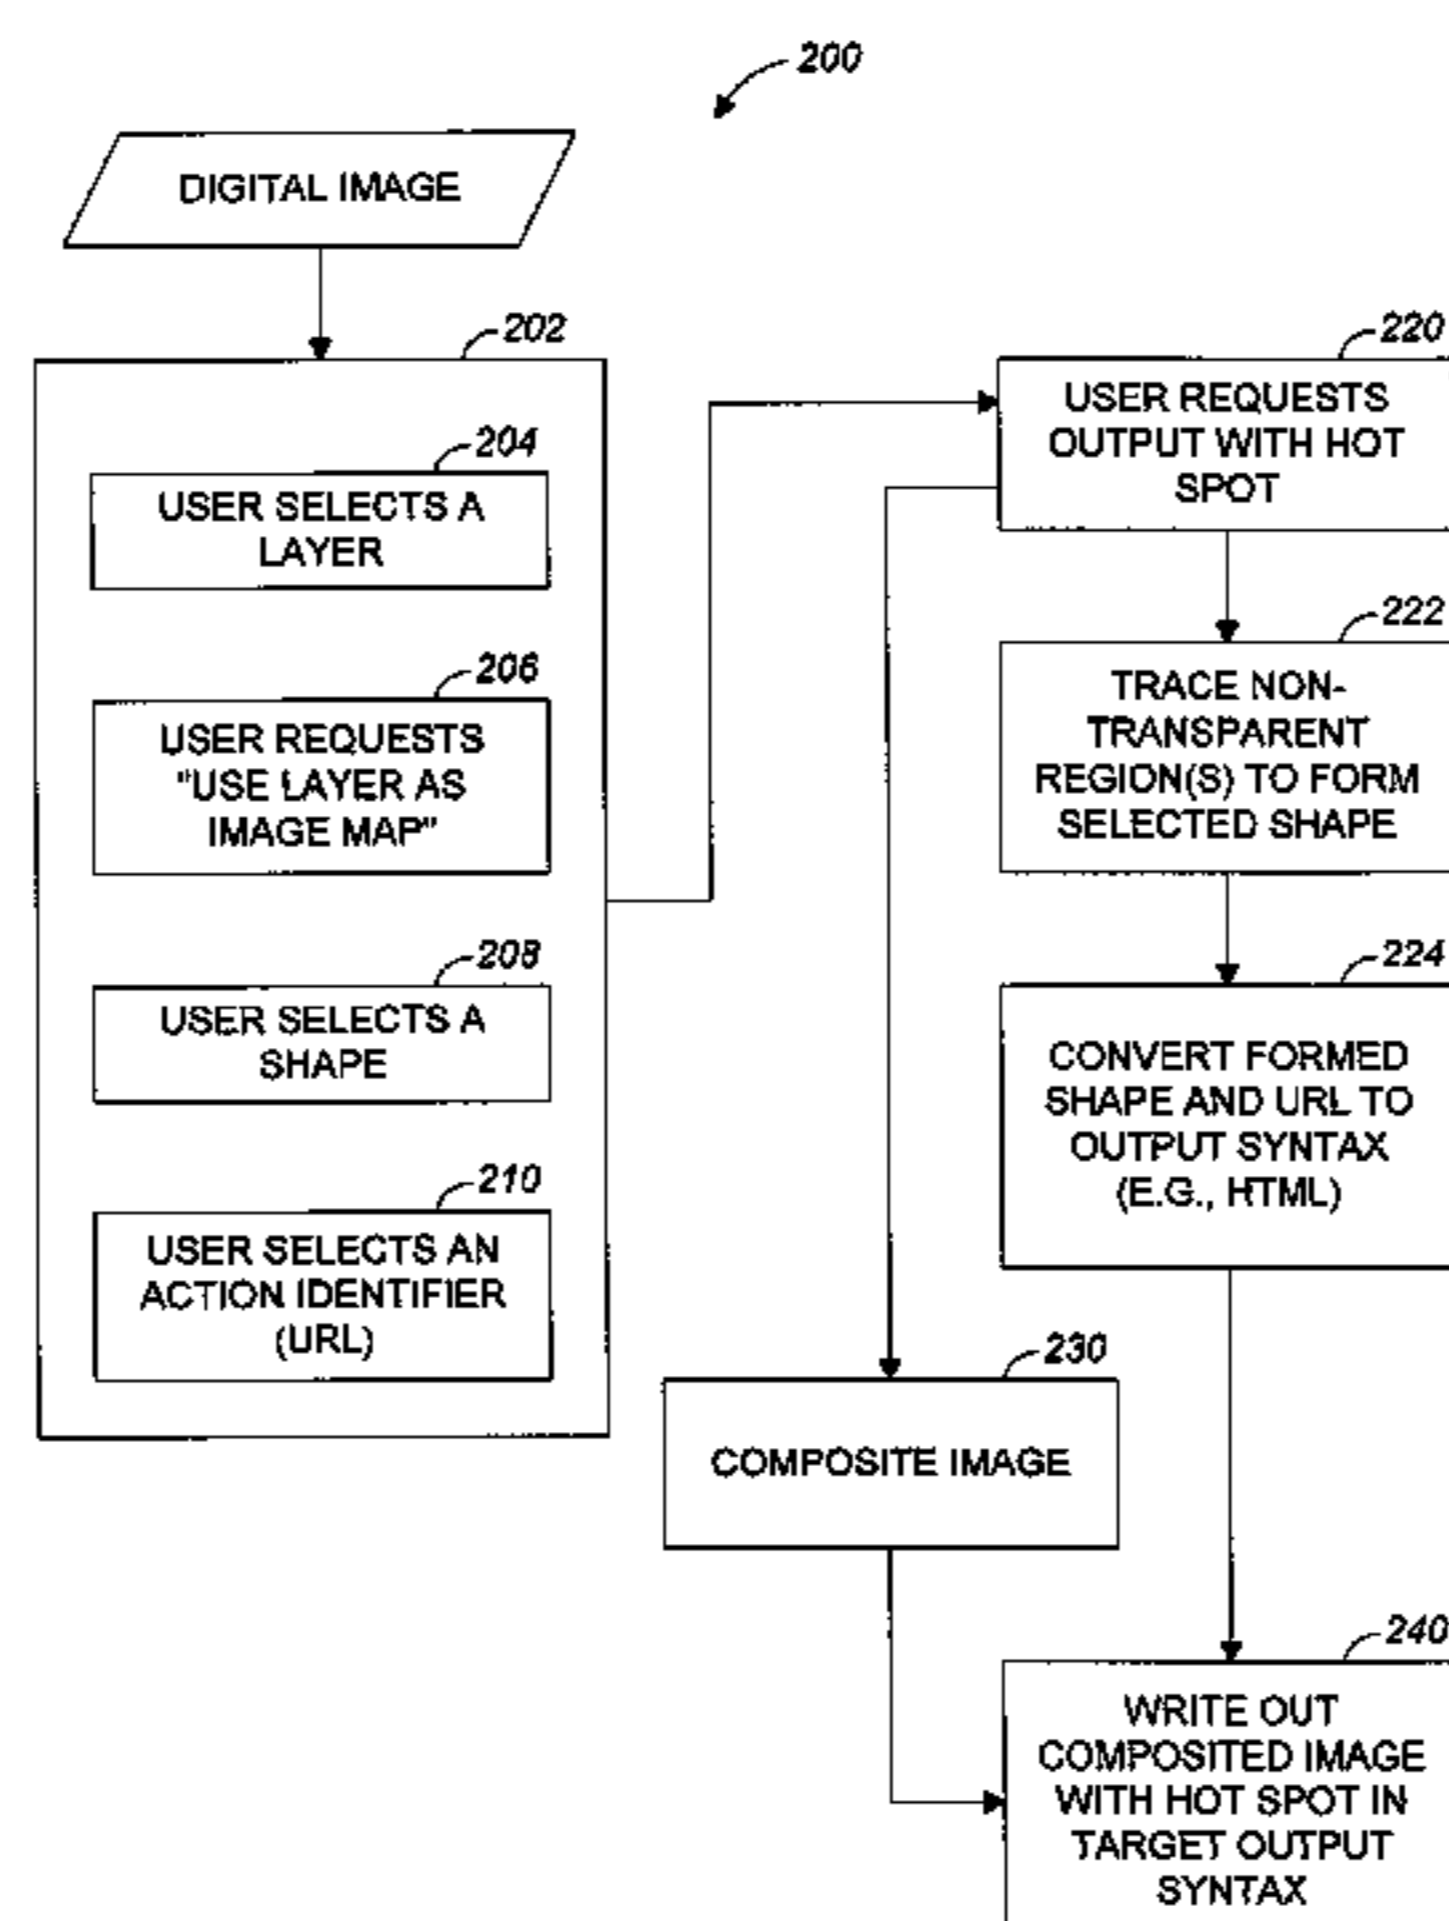 200
DIGITAL IMAGE
202
204
USER SELECTS A
LAYER
206
USER REQUESTS
"USE LAYER AS
IMAGE MAP"
208
USER SELECTS A
SHAPE
210
USER SELECTS AN
ACTION IDENTIFIER
(URL)
220
USER REQUESTS
OUTPUT WITH HOT
SPOT
222
TRACE NON-
TRANSPARENT
REGION(S) TO FORM
SELECTED SHAPE
224
CONVERT FORMED
SHAPE AND URL TO
OUTPUT SYNTAX
(E.G., HTML)
230
COMPOSITE IMAGE
240
WRITE OUT
COMPOSITED IMAGE
WITH HOT SPOT IN
TARGET OUTPUT
SYNTAX